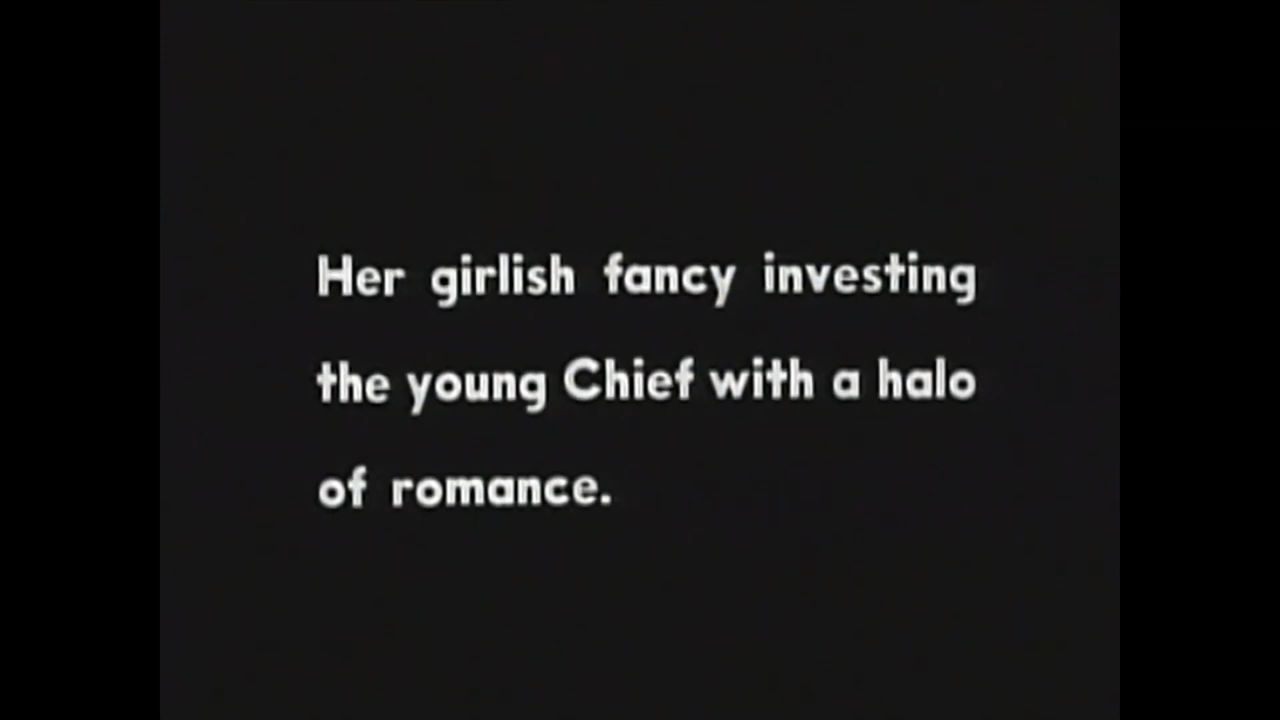 Her girlish fancy investing
the young Chief with a halo
of romance.